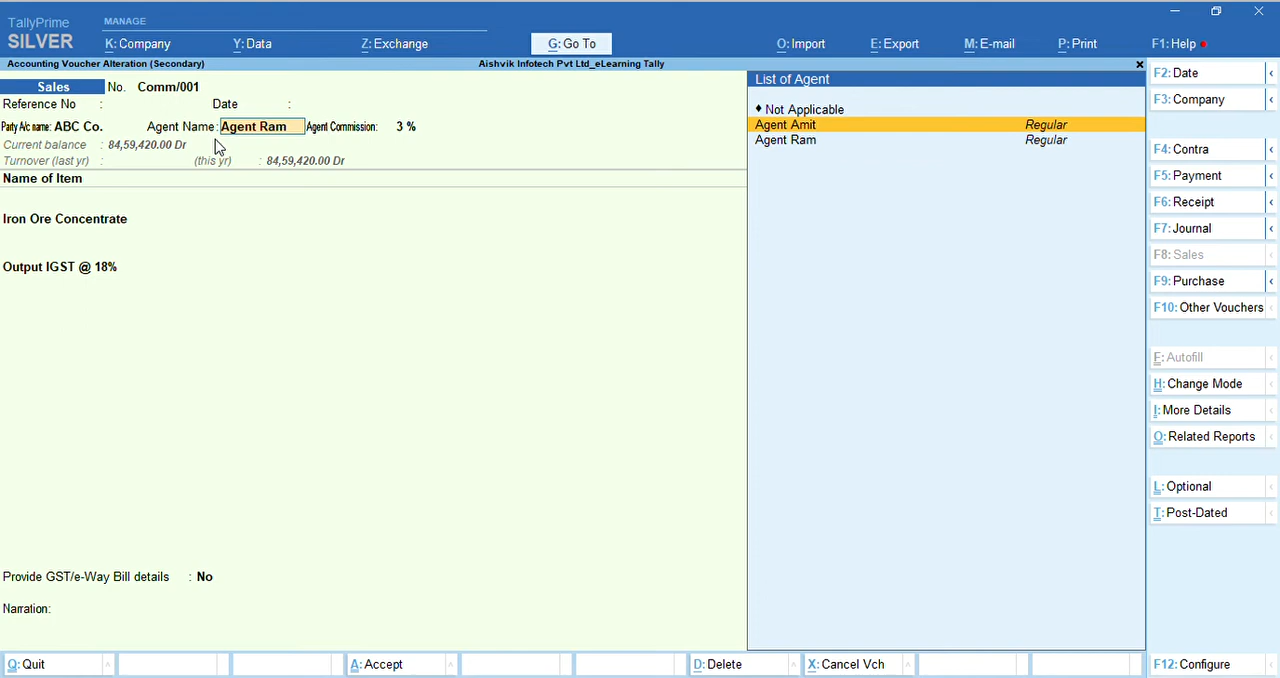 TallyPrime
SILVER
MANAGE
K: Company Y: Data Z: Exchange G: Go To O: Import E: Export M: E-mail P: Print F1: Help
Accounting Voucher Alteration (Secondary) Aishvik Infotech Pvt Ltd_eLearning Tally
Sales No. Comm/001
Reference No : Date :
Party A/c name: ABC Co. Agent Name: Agent Ram Agent Commission: 3 %
Current balance : 84,59,420.00 Dr
Turnover (last yr) : (this yr) : 84,59,420.00 Dr
Name of Item
Iron Ore Concentrate
Output IGST @ 18%
Provide GST/e-Way Bill details : No
Narration:
List of Agent
♦ Not Applicable
Agent Amit Regular
Agent Ram Regular
F2: Date
F3: Company
F4: Contra
F5: Payment
F6: Receipt
F7: Journal
F8: Sales
F9: Purchase
F10: Other Vouchers
E: Autofill
H: Change Mode
I: More Details
O: Related Reports
L: Optional
T: Post-Dated
Q: Quit A: Accept D: Delete X: Cancel Vch F12: Configure